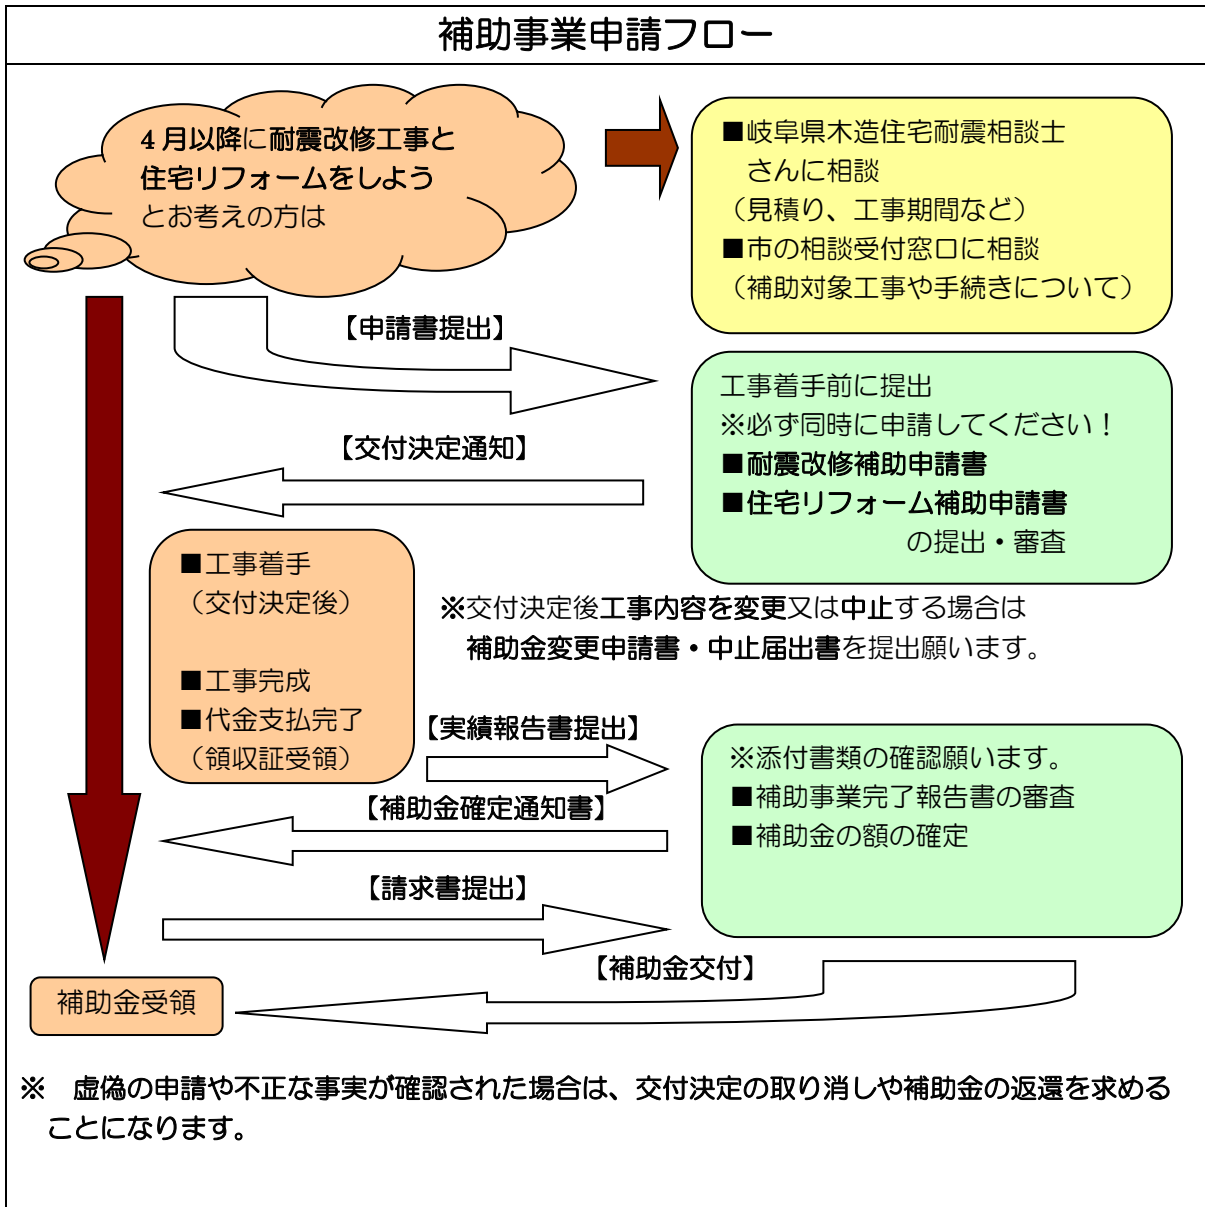 補助事業申請フロー
4月以降に耐震改修工事と
住宅リフォームをしよう
とお考えの方は
■岐阜県木造住宅耐震相談士
さんに相談
（見積り、工事期間など）
■市の相談受付窓口に相談
（補助対象工事や手続きについて）
【申請書提出】
工事着手前に提出
※必ず同時に申請してください！
■耐震改修補助申請書
■住宅リフォーム補助申請書
の提出・審査
【交付決定通知】
■工事着手
（交付決定後）
■工事完成
■代金支払完了
（領収証受領）
※交付決定後工事内容を変更又は中止する場合は
補助金変更申請書・中止届出書を提出願います。
【実績報告書提出】
※添付書類の確認願います。
■補助事業完了報告書の審査
■補助金の額の確定
【補助金確定通知書】
【請求書提出】
【補助金交付】
補助金受領
※　虚偽の申請や不正な事実が確認された場合は、交付決定の取り消しや補助金の返還を求める
ことになります。